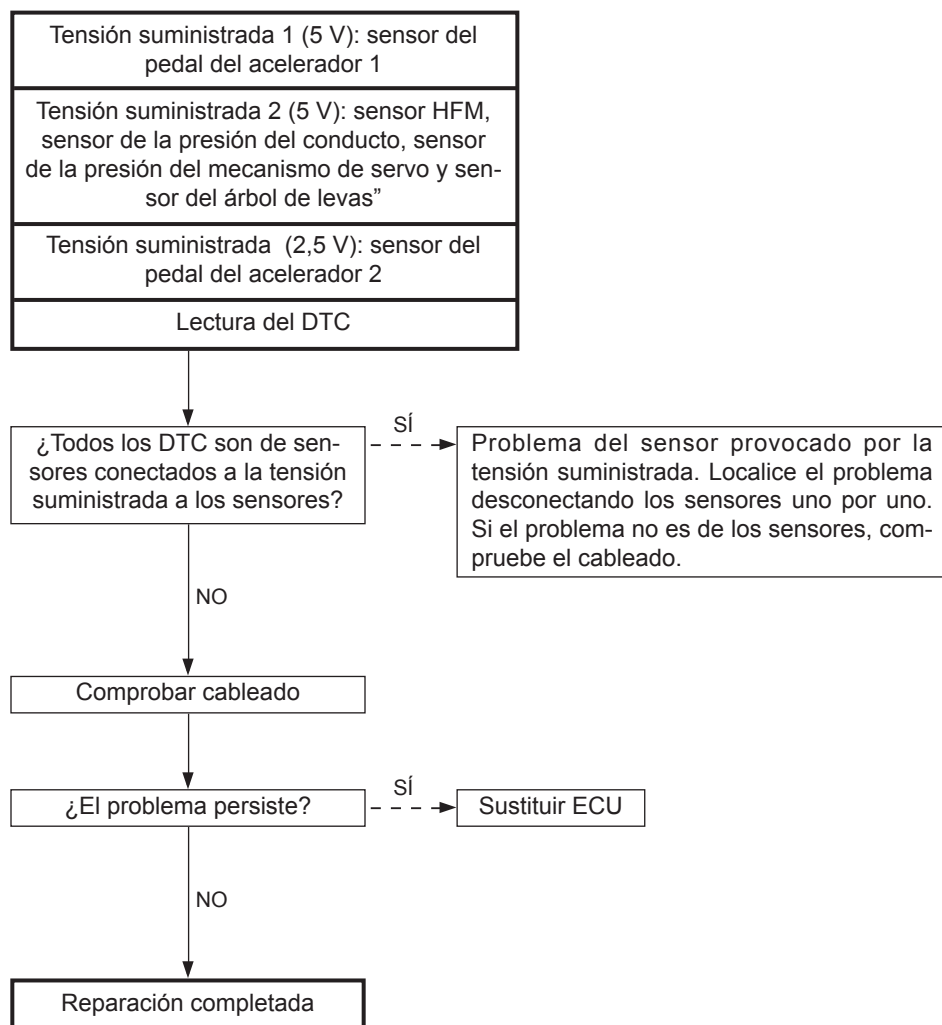 Tensión suministrada 1 (5 V): sensor del
pedal del acelerador 1
Tensión suministrada 2 (5 V): sensor HFM,
sensor de la presión del conducto, sensor
de la presión del mecanismo de servo y sen-
sor del árbol de levas”
Tensión suministrada (2,5 V): sensor del
pedal del acelerador 2
Lectura del DTC
¿Todos los DTC son de sen-
sores conectados a la tensión
suministrada a los sensores?
SÍ
Problema del sensor provocado por la
tensión suministrada. Localice el problema
desconectando los sensores uno por uno.
Si el problema no es de los sensores, com-
pruebe el cableado.
NO
Comprobar cableado
¿El problema persiste?
SÍ
Sustituir ECU
NO
Reparación completada